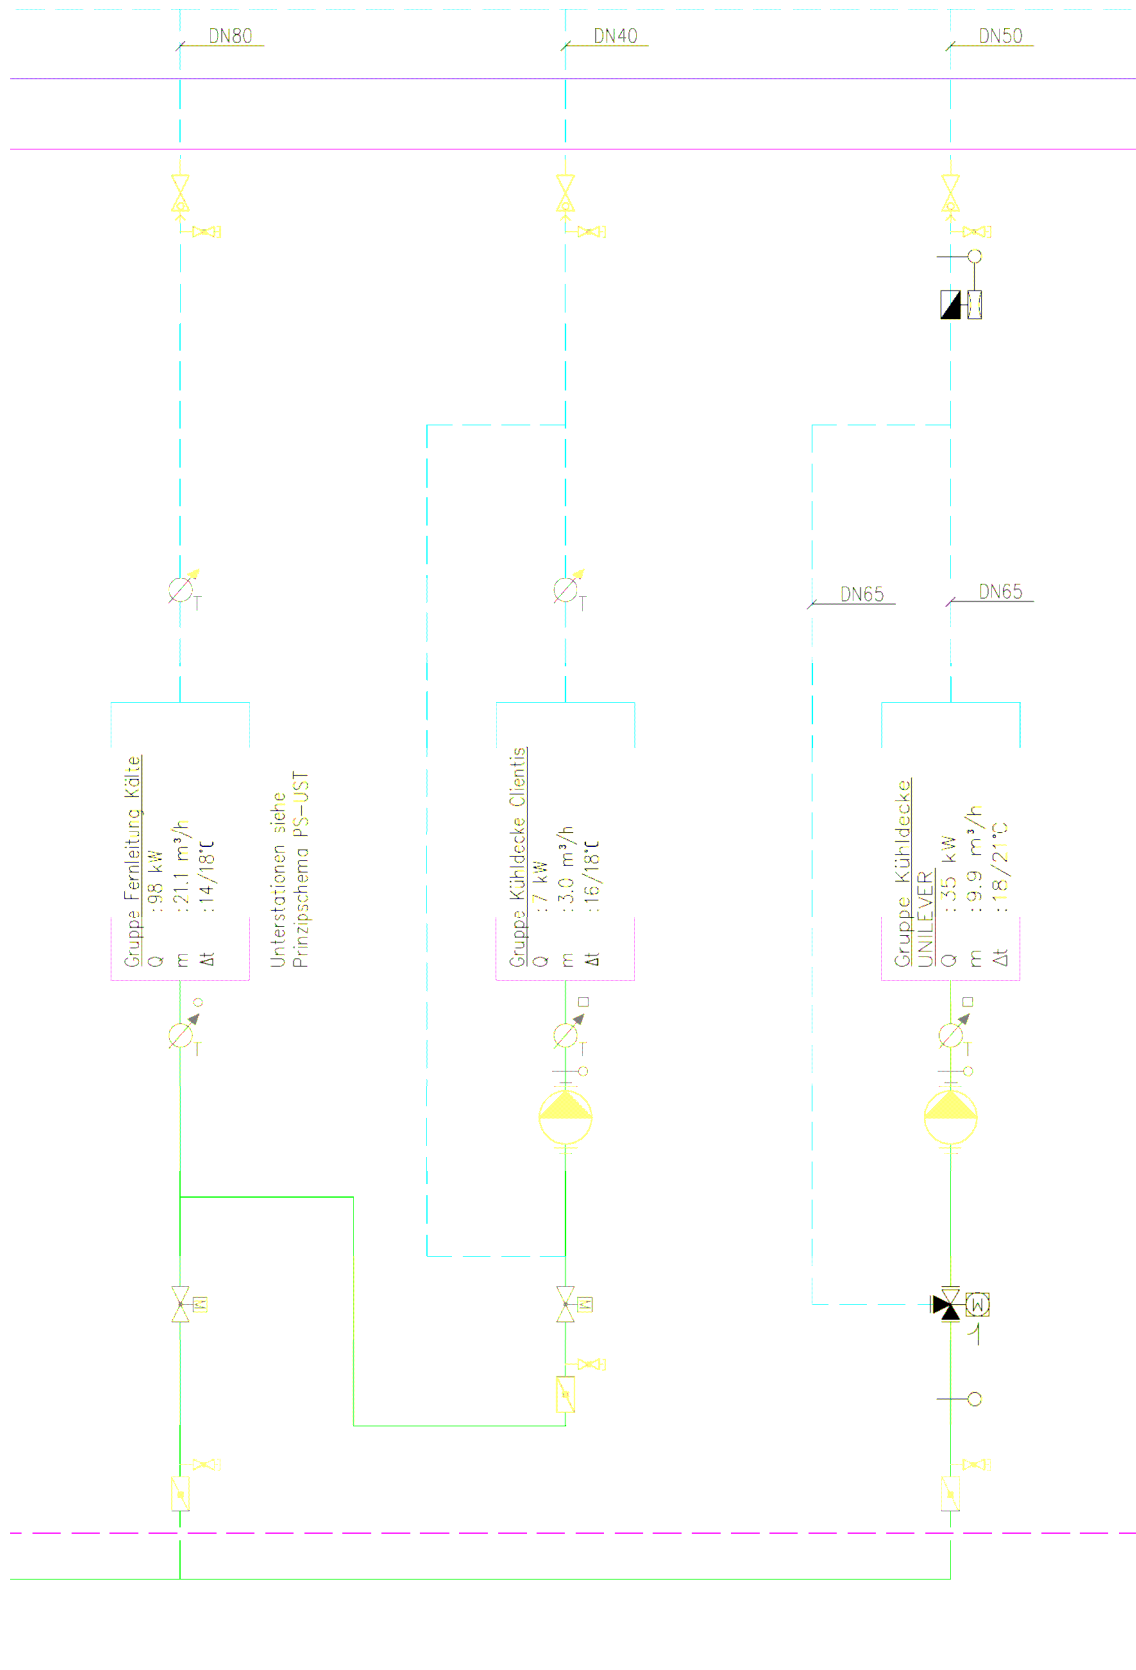 DN80
DN40
DN50
DN65
DN65
T
T
Gruppe Fernleitung Kälte
Q :98 kW
m :21.1 m³/h
Δt :14/18°C
Unterstationen siehe
Prinzipschema PS-UST
Gruppe Kühldecke Clientis
Q :7 kW
m :3.0 m³/h
Δt :16/18°C
Gruppe Kühldecke
UNILEVER
Q :35 kW
m :9.9 m³/h
Δt :18/21°C
T
T
T
M
M
M
1